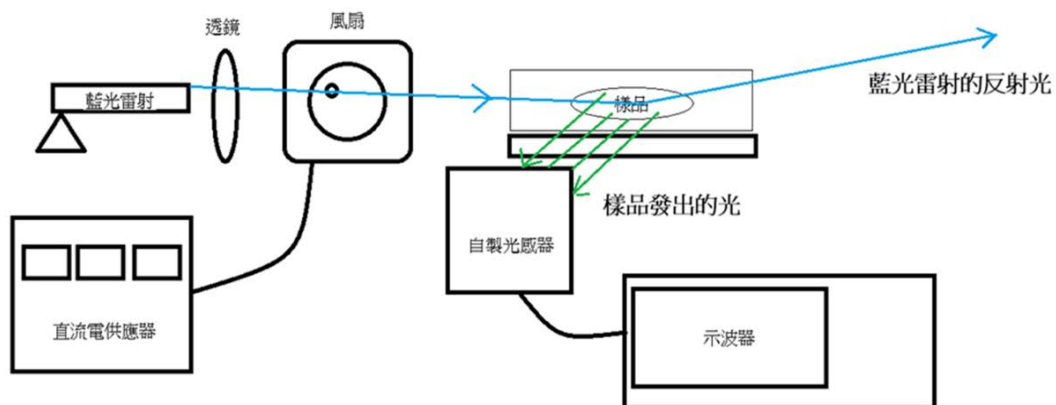 透鏡
風扇
藍光雷射
樣品
藍光雷射的反射光
樣品發出的光
自製光感器
直流電供應器
示波器